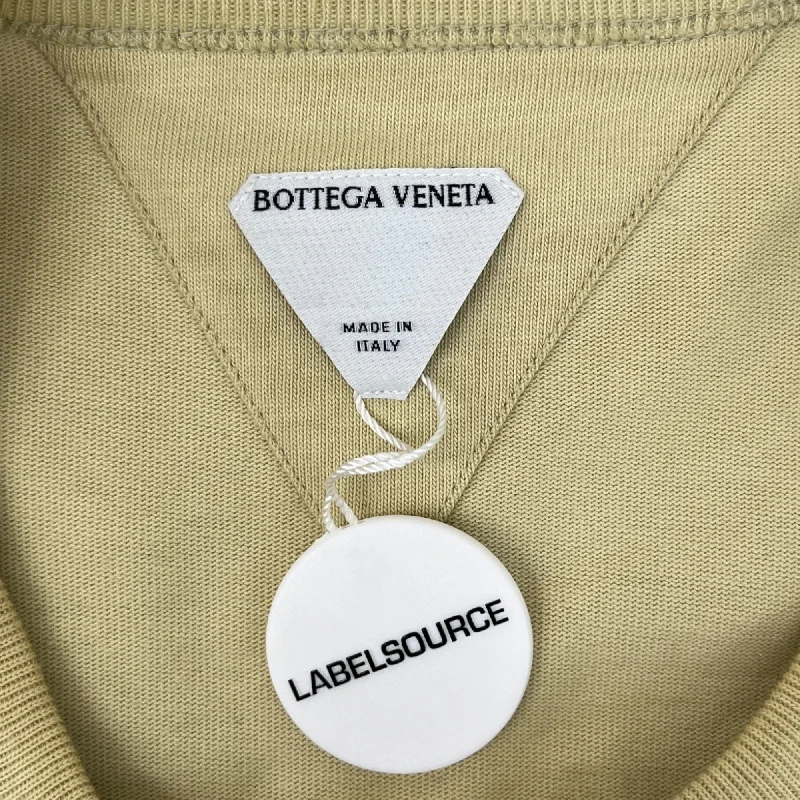 BOTTEGA VENETA
MADE IN
ITALY
LABELSOURCE